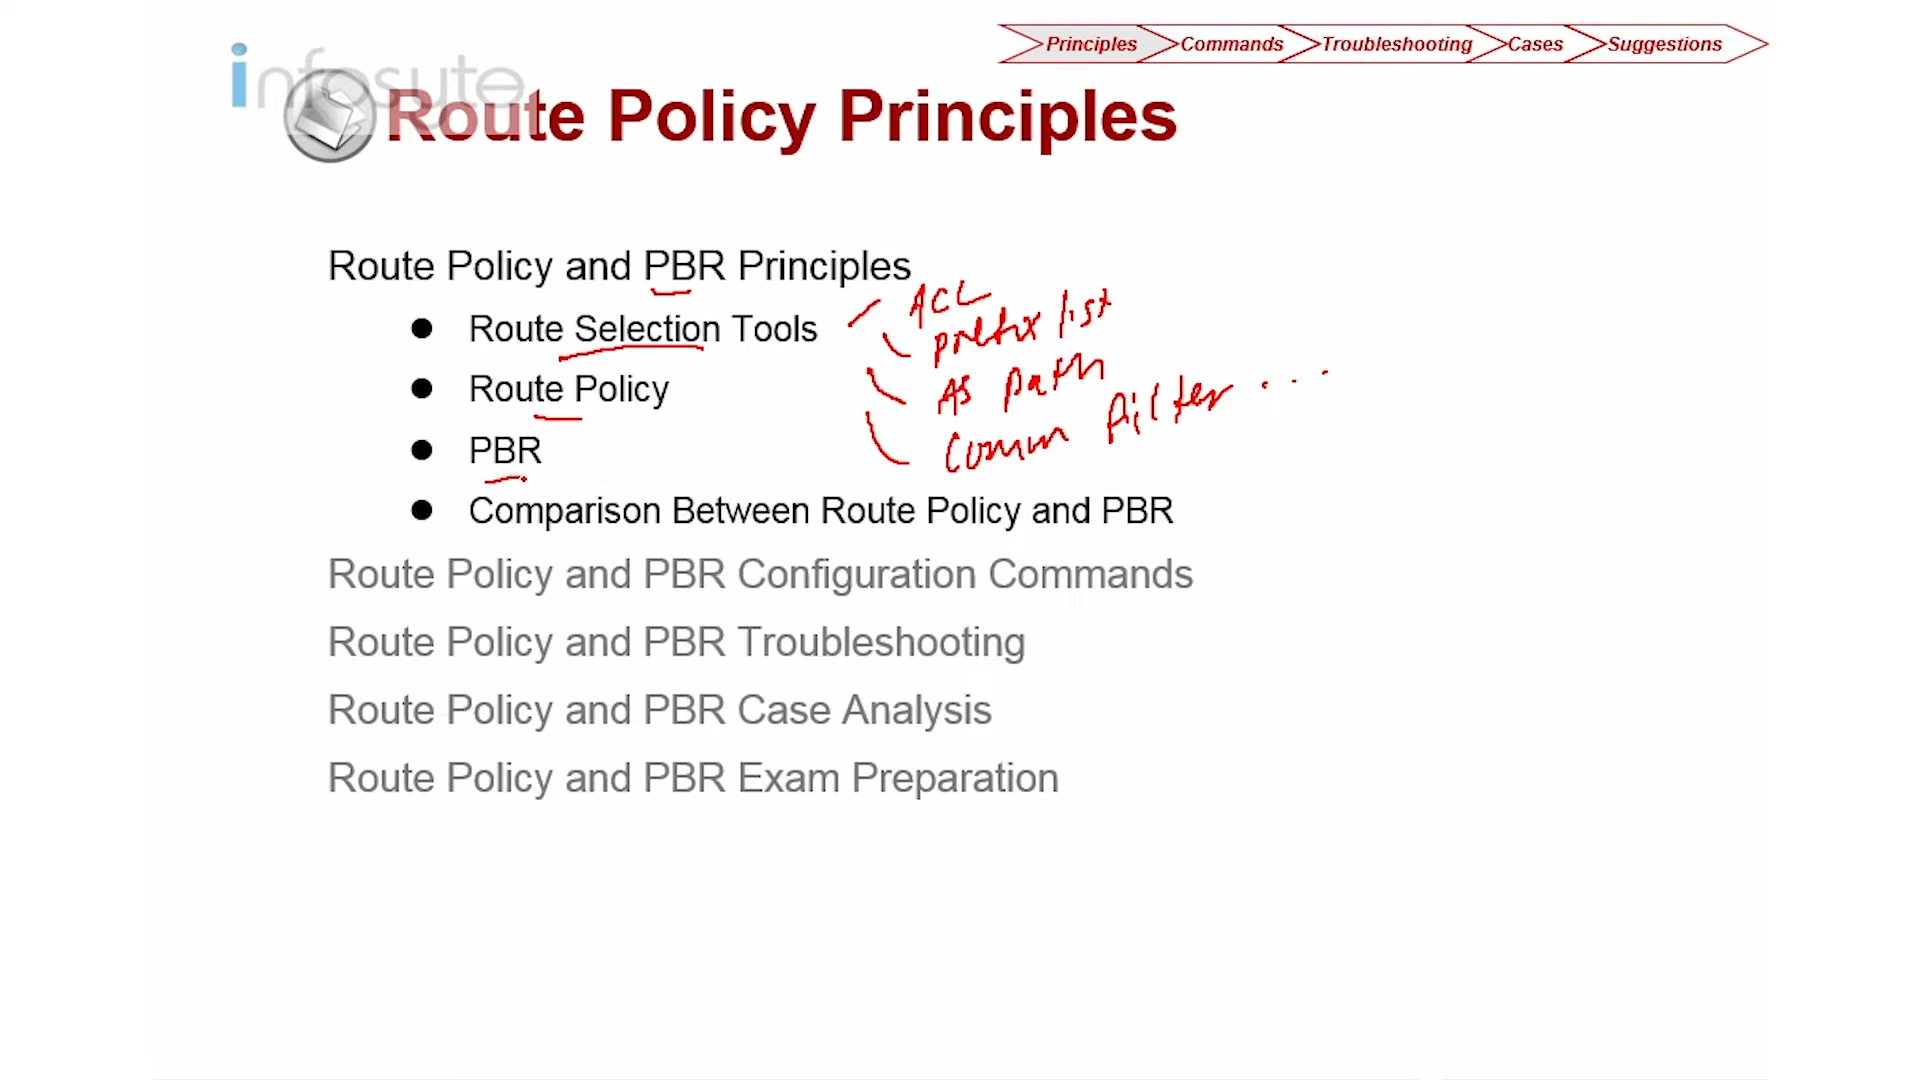 Principles Commands Troubleshooting Cases Suggestions
infosyte
Route Policy Principles
Route Policy and PBR Principles
Route Selection Tools
ACL
prefix list
Route Policy
AS path
Comm filter ...
PBR
Comparison Between Route Policy and PBR
Route Policy and PBR Configuration Commands
Route Policy and PBR Troubleshooting
Route Policy and PBR Case Analysis
Route Policy and PBR Exam Preparation